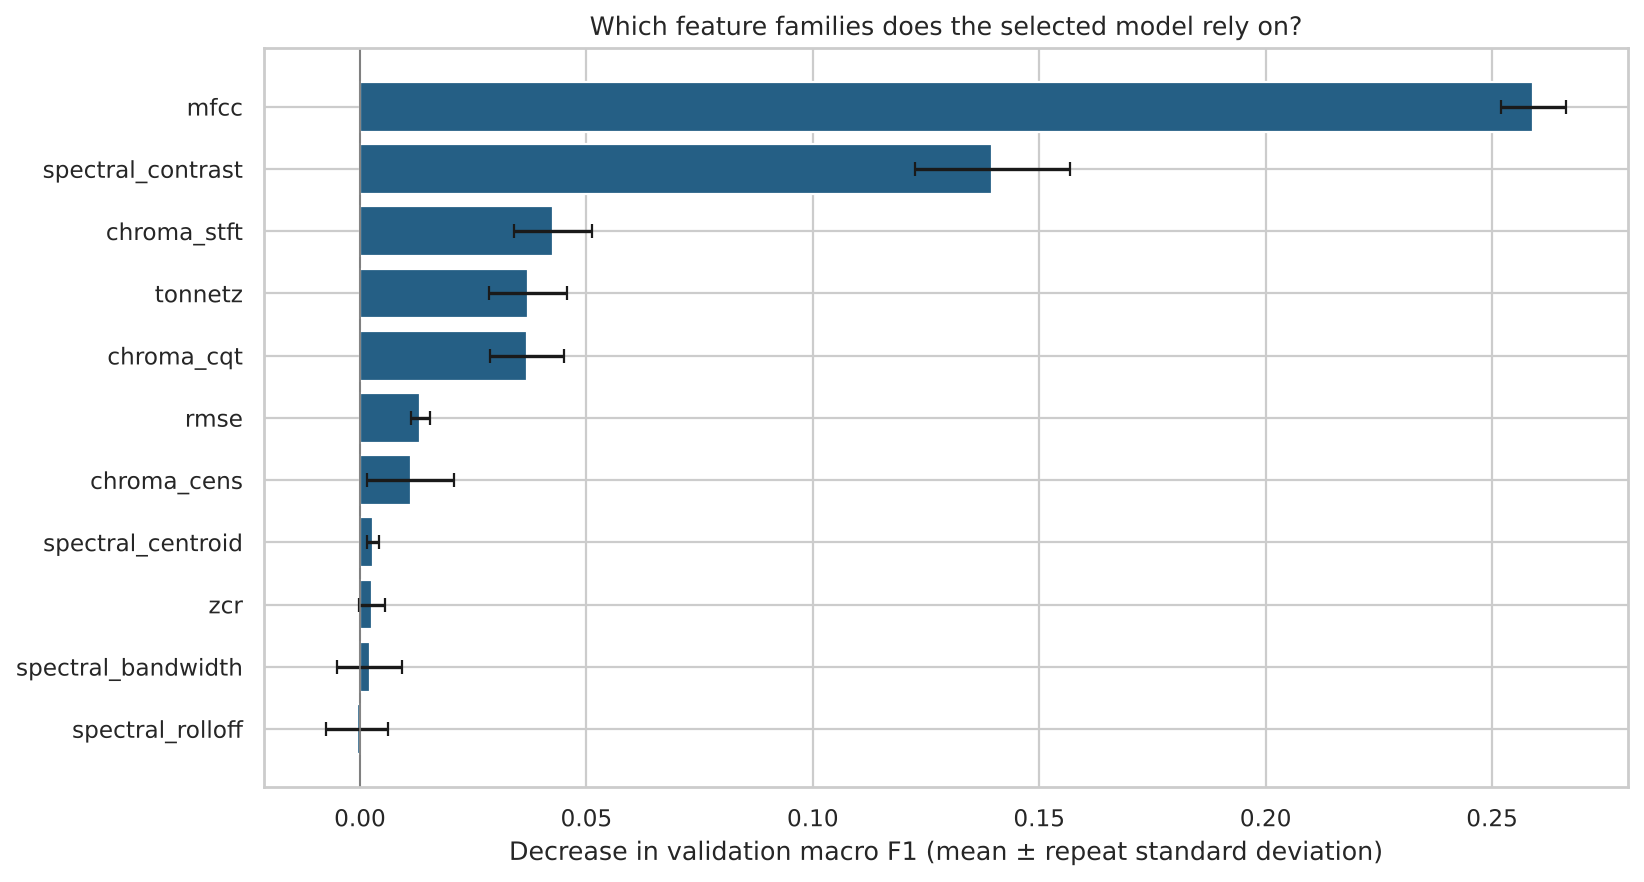 Which feature families does the selected model rely on?
mfcc
spectral_contrast
chroma_stft
tonnetz
chroma_cqt
rmse
chroma_cens
spectral_centroid
zcr
spectral_bandwidth
spectral_rolloff
0.00 0.05 0.10 0.15 0.20 0.25
Decrease in validation macro F1 (mean ± repeat standard deviation)